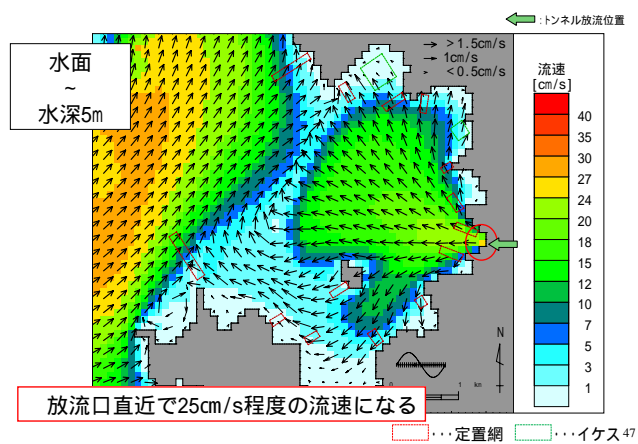 :トンネル放流位置
水面
～
水深5m
> 1.5cm/s
1cm/s
< 0.5cm/s
流速
[cm/s]
40
35
30
27
24
20
18
15
12
10
7
5
3
1
N
0 1 km
放流口直近で25cm/s程度の流速になる
･･･定置網 ･･･イケス 47